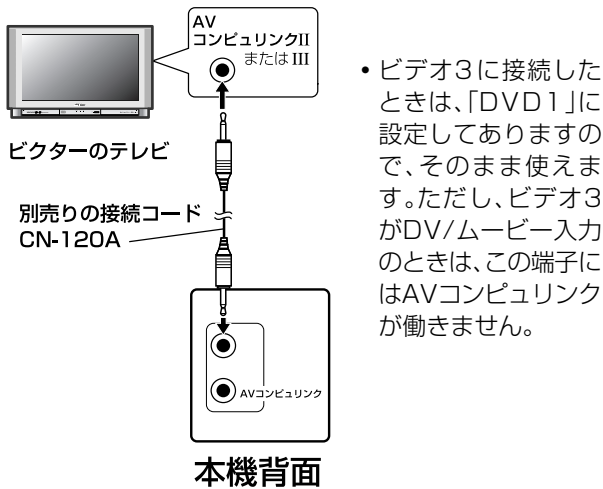 AV
コンピュリンクII
またはIII
ビクターのテレビ
別売りの接続コード
CN-120A
AVコンピュリンク
本機背面
•ビデオ3に接続した
ときは、「DVD1」に
設定してありますの
で、そのまま使えま
す。ただし、ビデオ3
がDV/ムービー入力
のときは、この端子に
はAVコンピュリンク
が働きません。